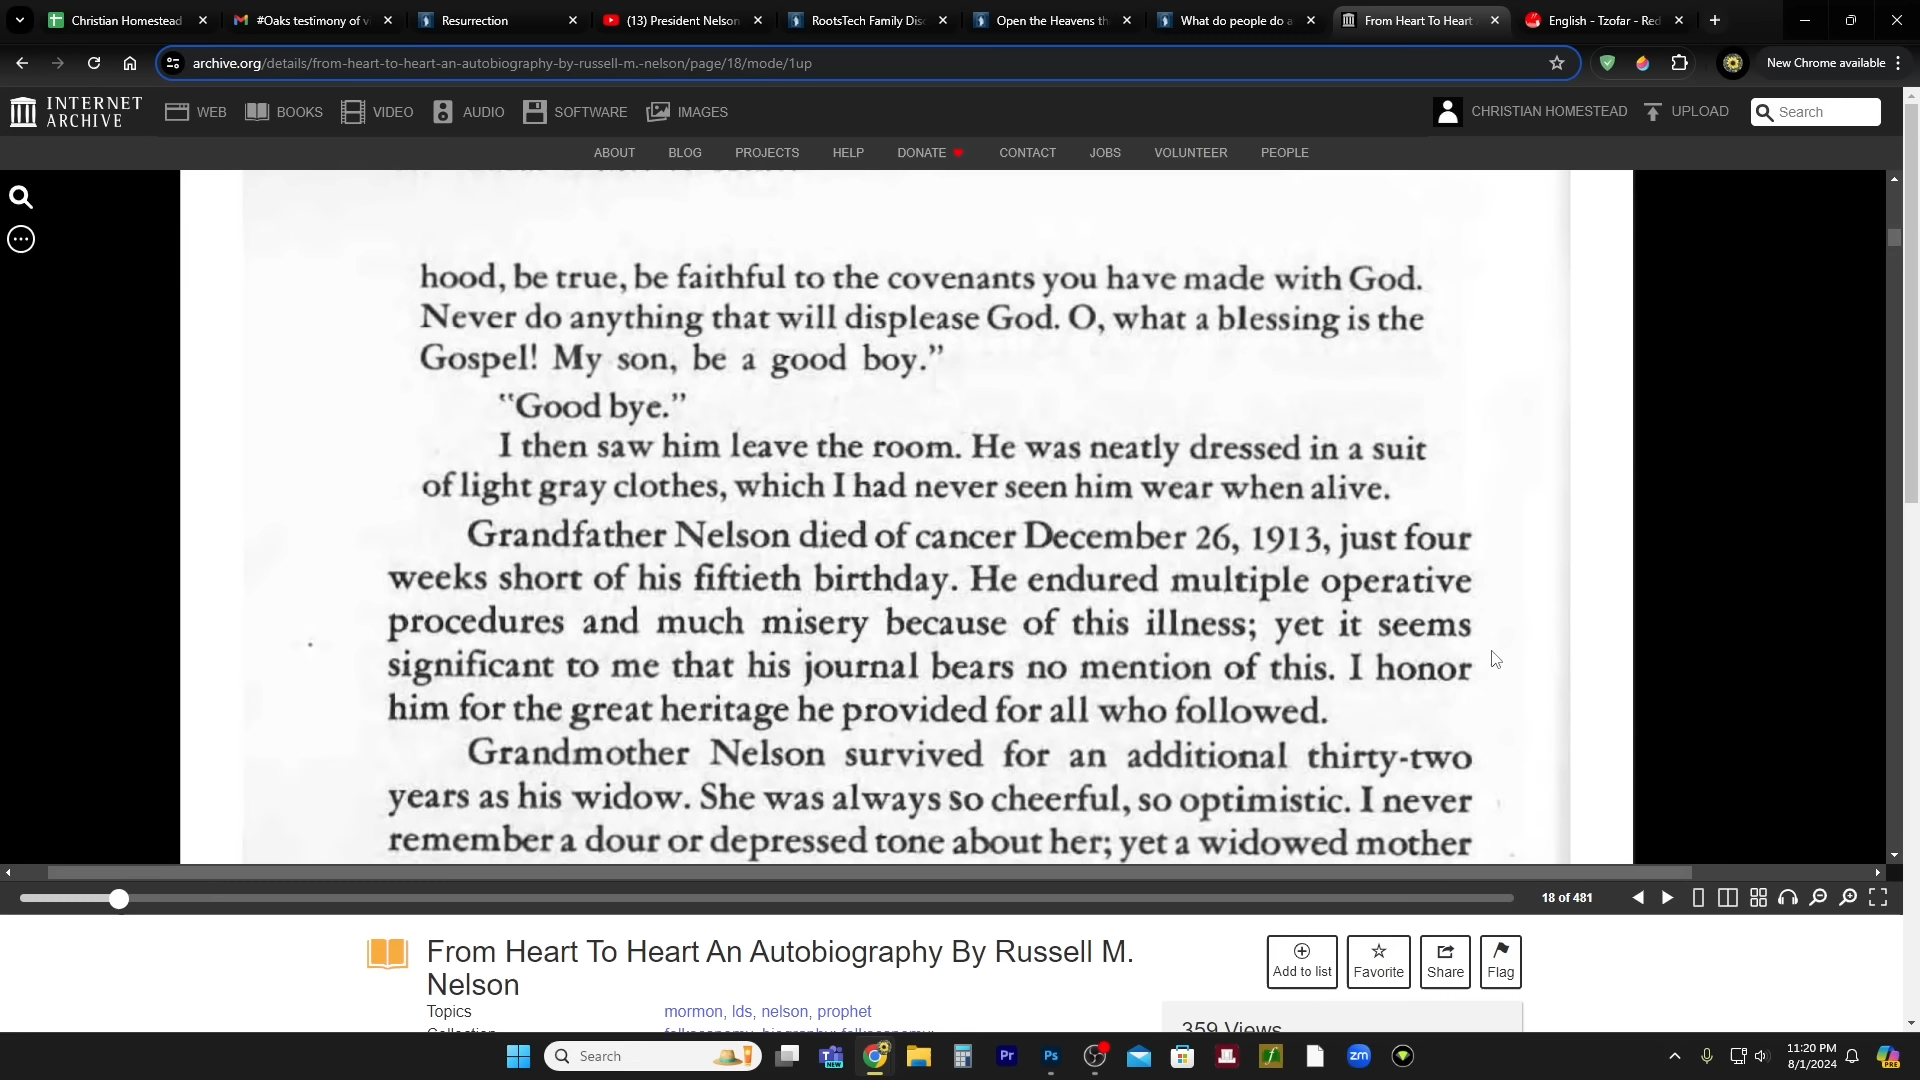 Christian Homestead
#Oaks testimony of v
Resurrection
(13) President Nelson
RootsTech Family Dis
Open the Heavens th
What do people do a
From Heart To Heart
English - Tzofar - Red
archive.org/details/from-heart-to-heart-an-autobiography-by-russell-m.-nelson/page/18/mode/1up
New Chrome available
INTERNET
ARCHIVE
WEB
BOOKS
VIDEO
AUDIO
SOFTWARE
IMAGES
CHRISTIAN HOMESTEAD
UPLOAD
Search
ABOUT
BLOG
PROJECTS
HELP
DONATE
CONTACT
JOBS
VOLUNTEER
PEOPLE
hood, be true, be faithful to the covenants you have made with God.
Never do anything that will displease God. O, what a blessing is the
Gospel! My son, be a good boy."
"Good bye."
I then saw him leave the room. He was neatly dressed in a suit
of light gray clothes, which I had never seen him wear when alive.
Grandfather Nelson died of cancer December 26, 1913, just four
weeks short of his fiftieth birthday. He endured multiple operative
procedures and much misery because of this illness; yet it seems
significant to me that his journal bears no mention of this. I honor
him for the great heritage he provided for all who followed.
Grandmother Nelson survived for an additional thirty-two
years as his widow. She was always so cheerful, so optimistic. I never
remember a dour or depressed tone about her; yet a widowed mother
18 of 481
From Heart To Heart An Autobiography By Russell M.
Nelson
Add to list
Favorite
Share
Flag
Topics
mormon, lds, nelson, prophet
Collection
359 Views
Search
NEW
Pr
Ps
zm
11:20 PM
8/1/2024
PRE